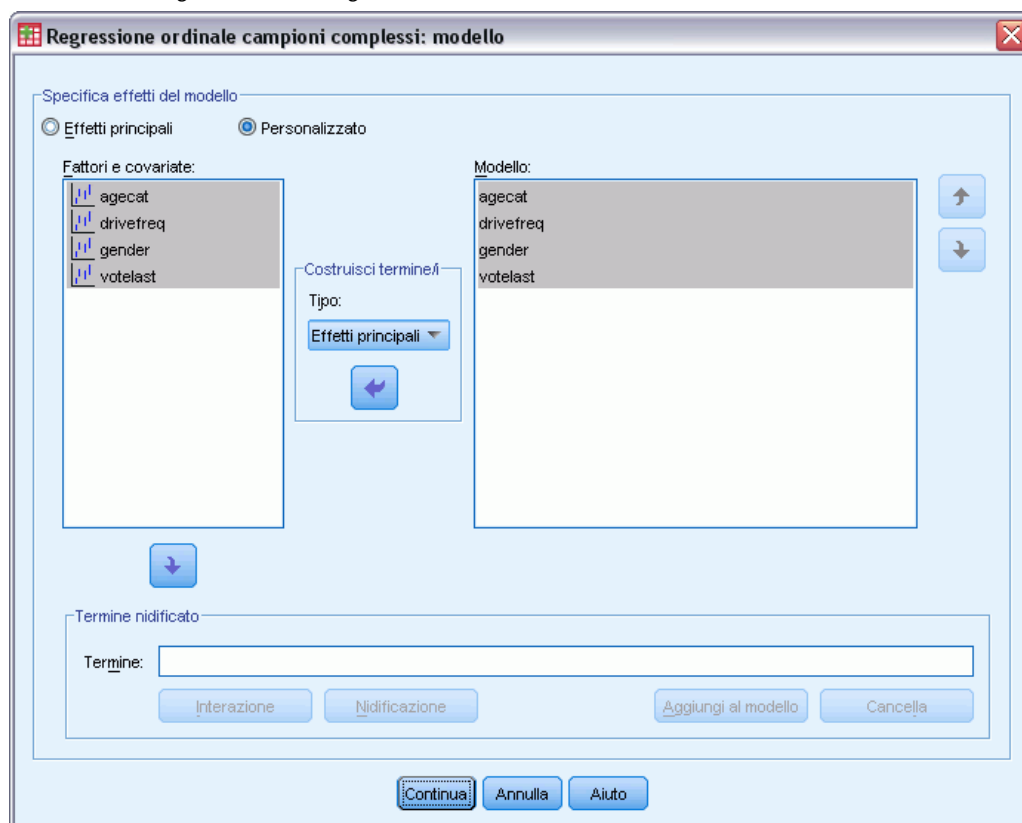 Regressione ordinale campioni complessi: modello
Specifica effetti del modello
Effetti principali
Personalizzato
Fattori e covariate:
agecat
drivefreq
gender
votelast
Costruisci termine/i
Tipo:
Effetti principali
Modello:
agecat
drivefreq
gender
votelast
Termine nidificato
Termine:
Interazione
Nidificazione
Aggiungi al modello
Cancella
Continua
Annulla
Aiuto